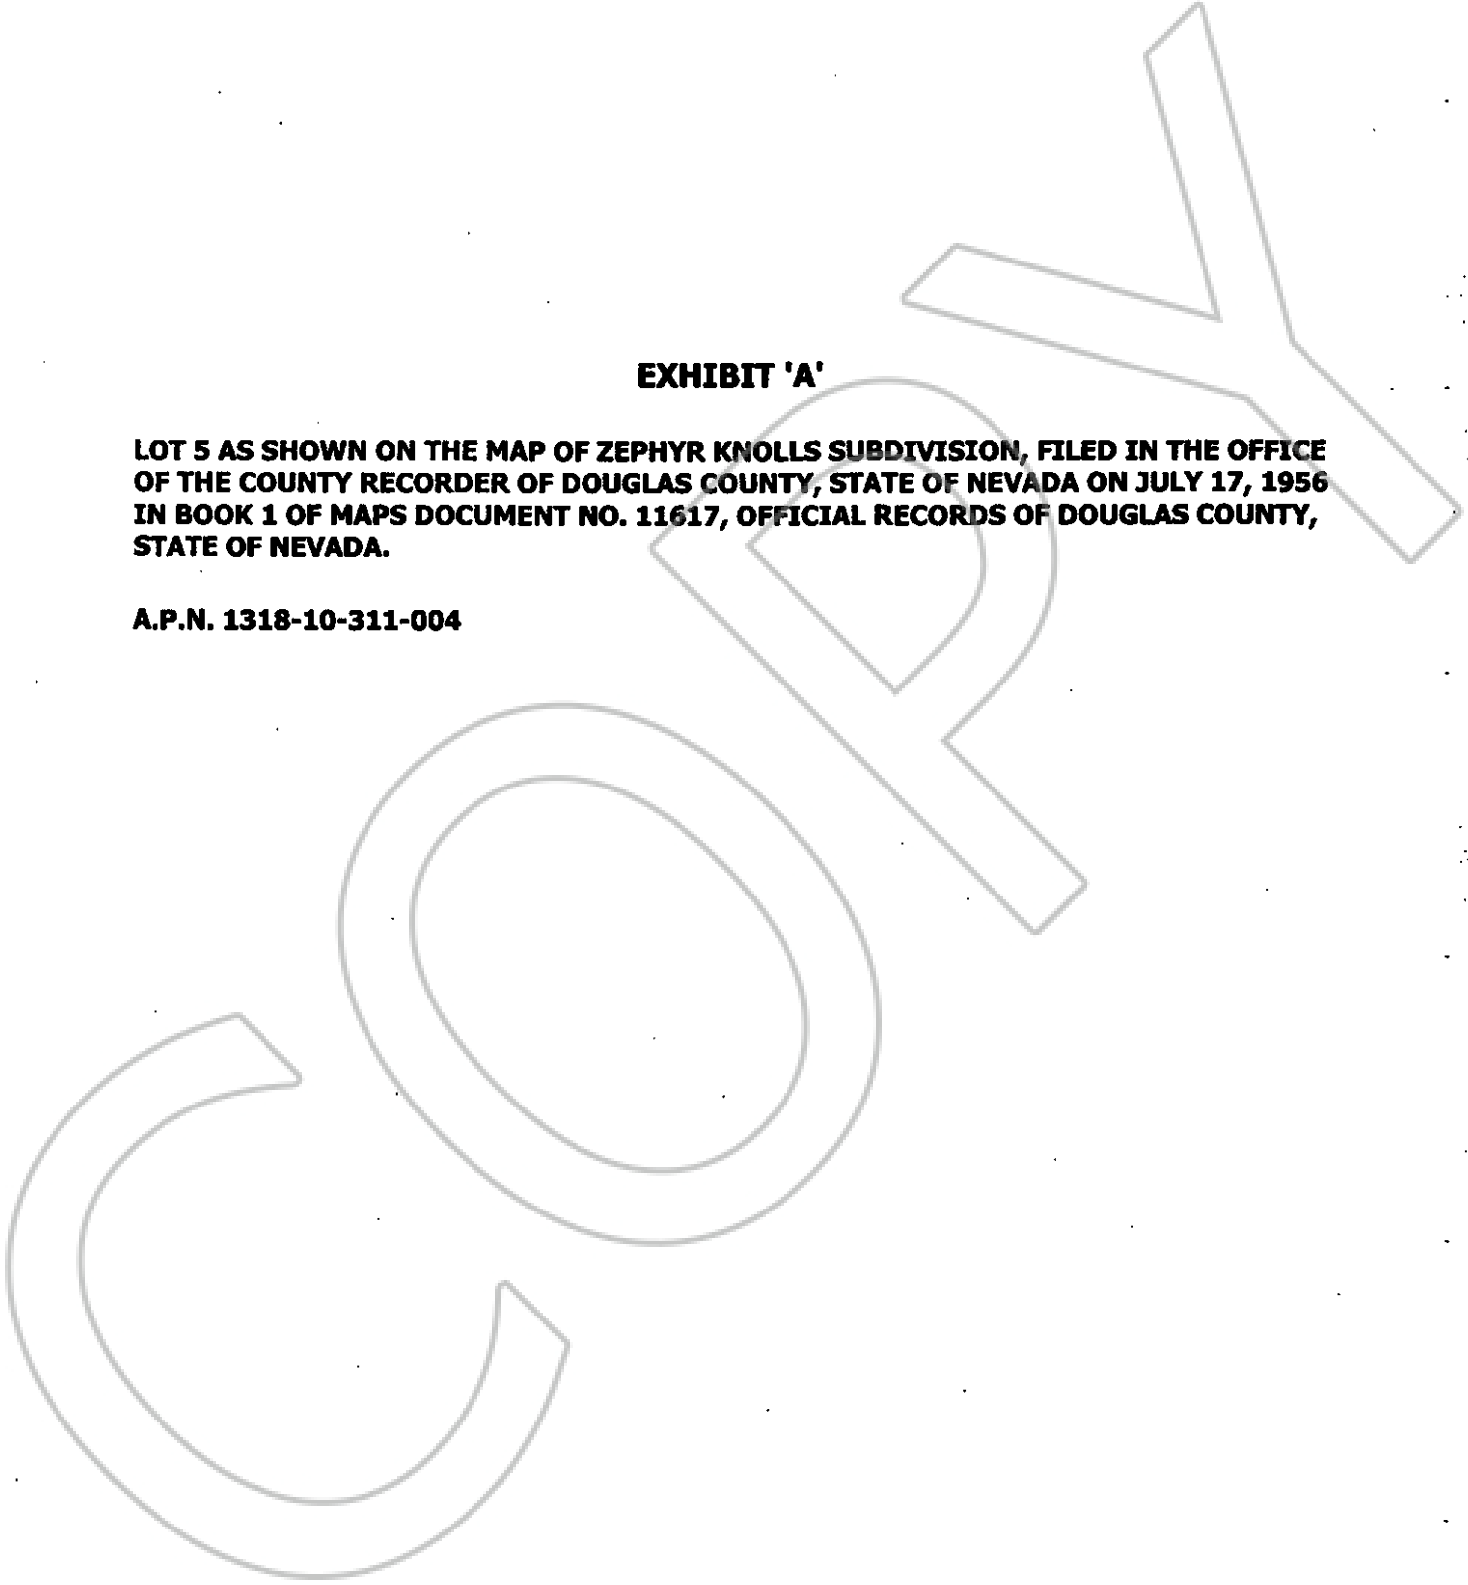 EXHIBIT 'A'
LOT 5 AS SHOWN ON THE MAP OF ZEPHYR KNOLLS SUBDIVISION, FILED IN THE OFFICE
OF THE COUNTY RECORDER OF DOUGLAS COUNTY, STATE OF NEVADA ON JULY 17, 1956
IN BOOK 1 OF MAPS DOCUMENT NO. 11617, OFFICIAL RECORDS OF DOUGLAS COUNTY,
STATE OF NEVADA.
A.P.N. 1318-10-311-004
COPY